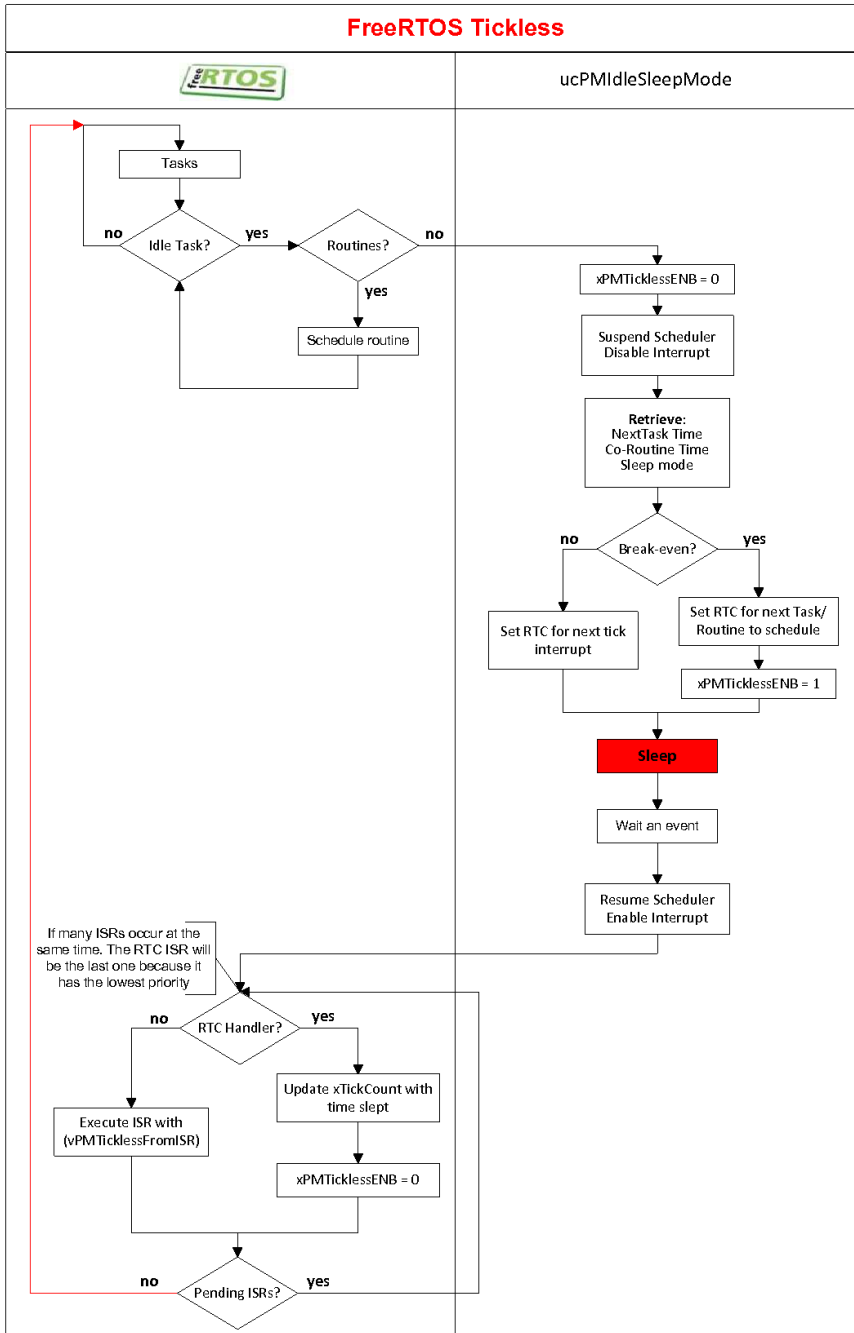 FreeRTOS Tickless
free RTOS
ucPMIdleSleepMode
Tasks
Idle Task?
no
yes
Routines?
no
yes
Schedule routine
xPMTicklessENB = 0
Suspend Scheduler
Disable Interrupt
Retrieve:
NextTask Time
Co-Routine Time
Sleep mode
Break-even?
no
yes
Set RTC for next tick
interrupt
Set RTC for next Task/
Routine to schedule
xPMTicklessENB = 1
Sleep
Wait an event
Resume Scheduler
Enable Interrupt
If many ISRs occur at the
same time. The RTC ISR will
be the last one because it
has the lowest priority
RTC Handler?
no
yes
Execute ISR with
(vPMTicklessFromISR)
Update xTickCount with
time slept
xPMTicklessENB = 0
Pending ISRs?
no
yes